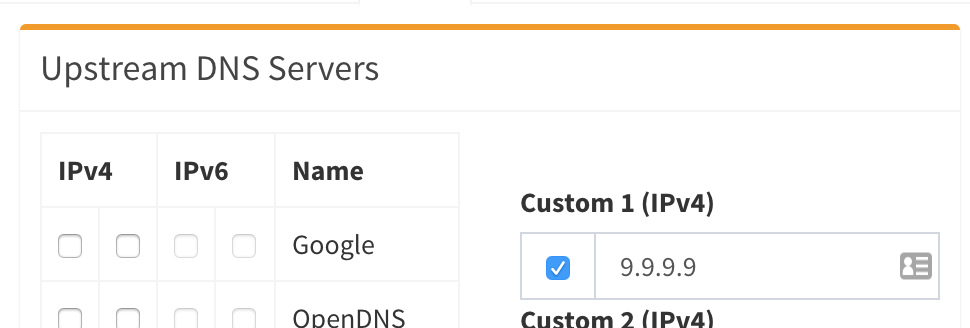 Upstream DNS Servers
IPv4 IPv6 Name
Google
OpenDNS
Custom 1 (IPv4)
9.9.9.9
Custom 2 (IPv4)